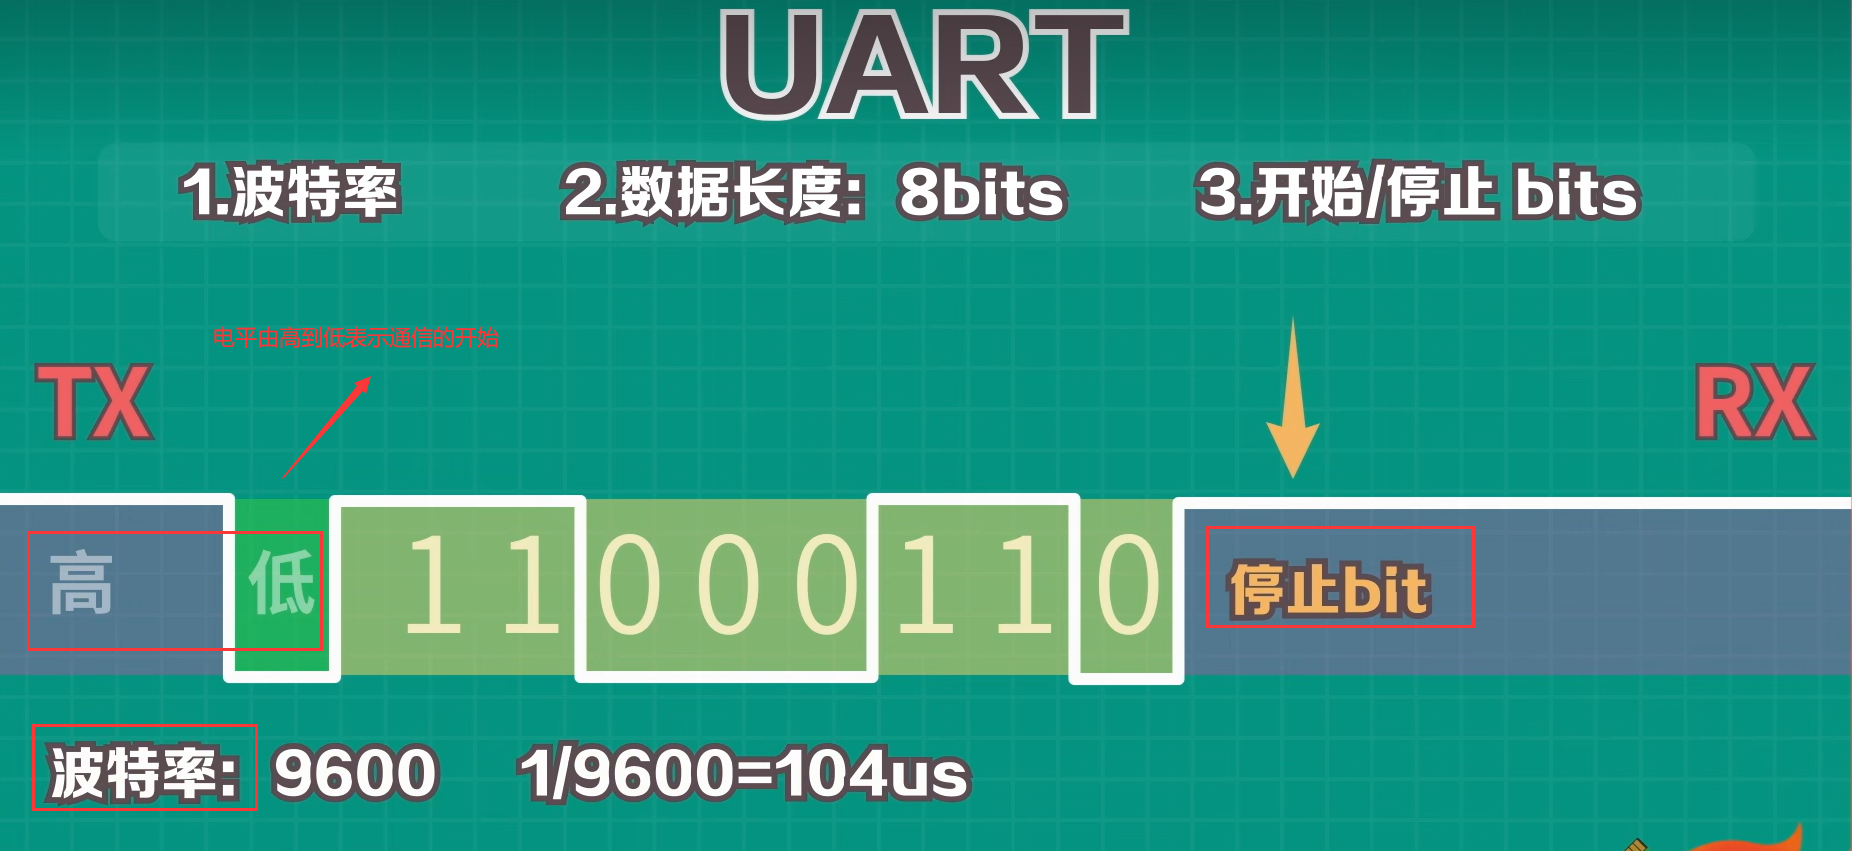 UART
1.波特率 2.数据长度：8bits 3.开始/停止 bits
电平由高到低表示通信的开始
TX RX
高 低 1 1 0 0 0 1 1 0 停止bit
波特率：9600 1/9600=104us